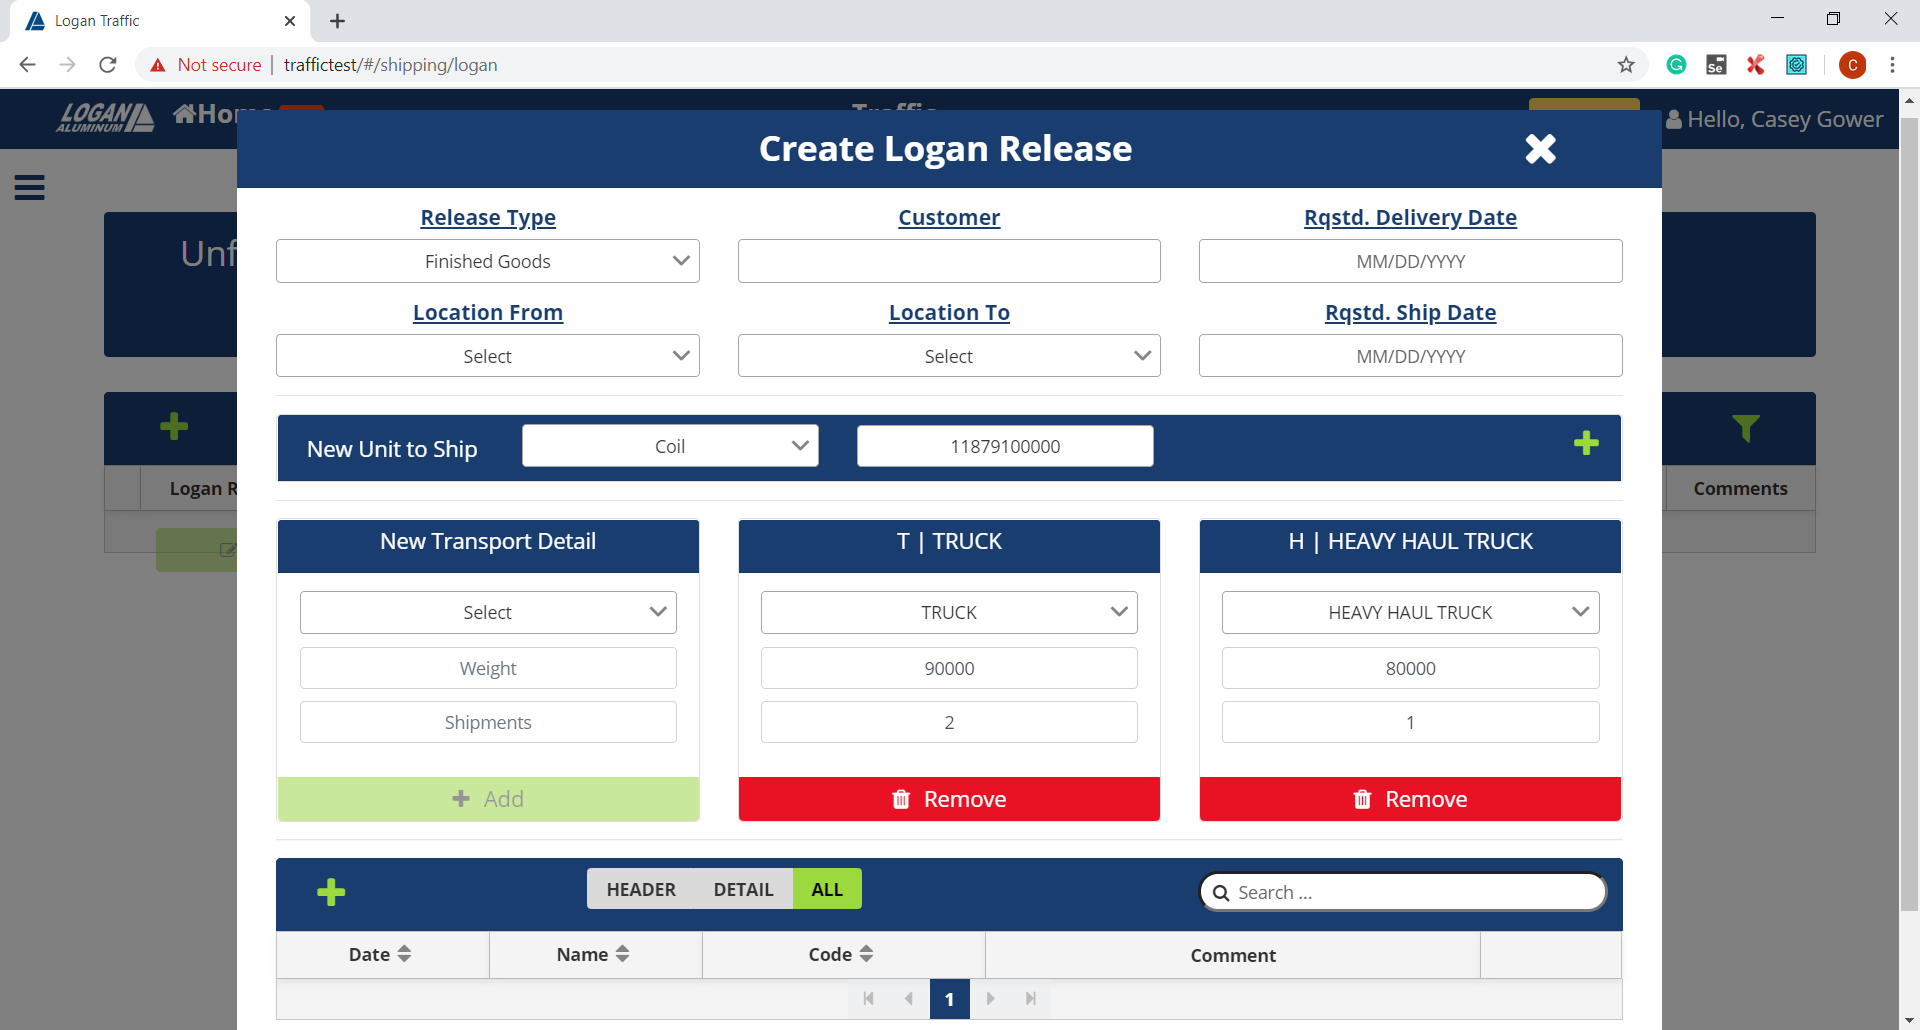 Logan Traffic
Not secure
traffictest/#/shipping/logan
C
LOGAN
ALUMINUM
Hello, Casey Gower
Create Logan Release
Release Type
Customer
Rqstd. Delivery Date
Finished Goods
MM/DD/YYYY
Location From
Location To
Rqstd. Ship Date
Select
Select
MM/DD/YYYY
New Unit to Ship
Coil
11879100000
Logan R
Comments
New Transport Detail
T | TRUCK
H | HEAVY HAUL TRUCK
Select
TRUCK
HEAVY HAUL TRUCK
Weight
90000
80000
Shipments
2
1
Add
Remove
Remove
HEADER
DETAIL
ALL
Search ...
Date
Name
Code
Comment
1